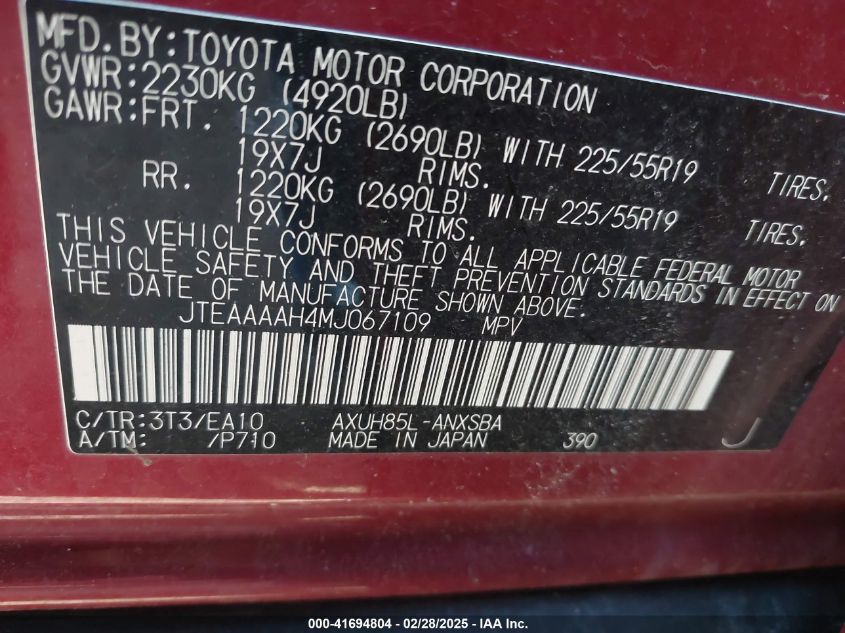 MFD.BY:TOYOTA MOTOR CORPORATION
GVWR:2230KG (4920LB)
GAWR:FRT. 1220KG (2690LB) WITH 225/55R19 TIRES.
19X7J RIMS.
RR. 1220KG (2690LB) WITH 225/55R19 TIRES.
19X7J RIMS.
THIS VEHICLE CONFORMS TO ALL APPLICABLE FEDERAL MOTOR
VEHICLE SAFETY AND THEFT PREVENTION STANDARDS IN EFFECT ON
THE DATE OF MANUFACTURE SHOWN ABOVE.
JTEAAAAH4MJ067109 MPV
C/TR:3T3/EA10 AXUH85L-ANXSBA
A/TM: /P710 MADE IN JAPAN 390 J
000-41694804 - 02/28/2025 - IAA Inc.